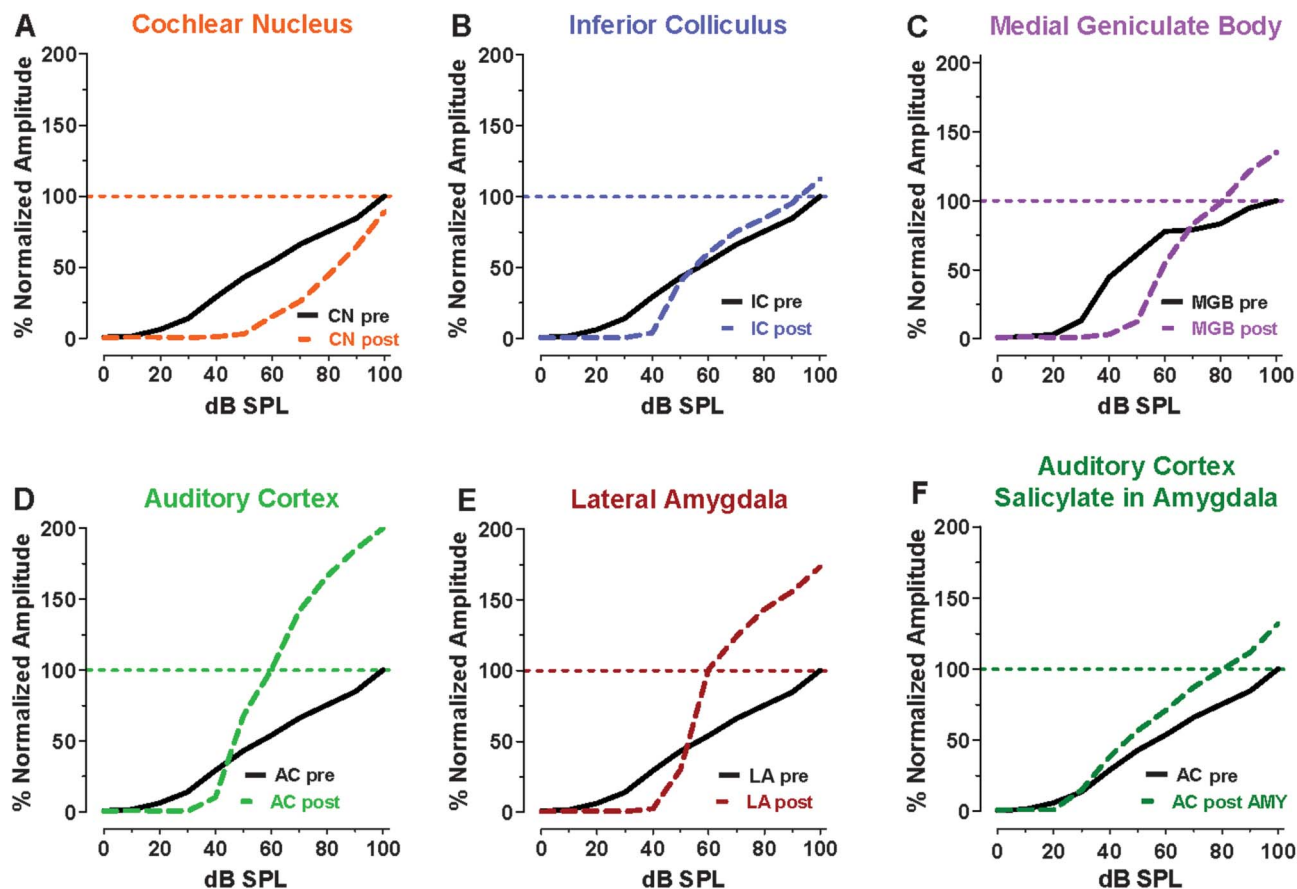 A
Cochlear Nucleus
% Normalized Amplitude
200
150
100
50
0
CN pre
CN post
0 20 40 60 80 100
dB SPL
B
Inferior Colliculus
% Normalized Amplitude
200
150
100
50
0
IC pre
IC post
0 20 40 60 80 100
dB SPL
C
Medial Geniculate Body
% Normalized Amplitude
200
150
100
50
0
MGB pre
MGB post
0 20 40 60 80 100
dB SPL
D
Auditory Cortex
% Normalized Amplitude
200
150
100
50
0
AC pre
AC post
0 20 40 60 80 100
dB SPL
E
Lateral Amygdala
% Normalized Amplitude
200
150
100
50
0
LA pre
LA post
0 20 40 60 80 100
dB SPL
F
Auditory Cortex
Salicylate in Amygdala
% Normalized Amplitude
200
150
100
50
0
AC pre
AC post AMY
0 20 40 60 80 100
dB SPL